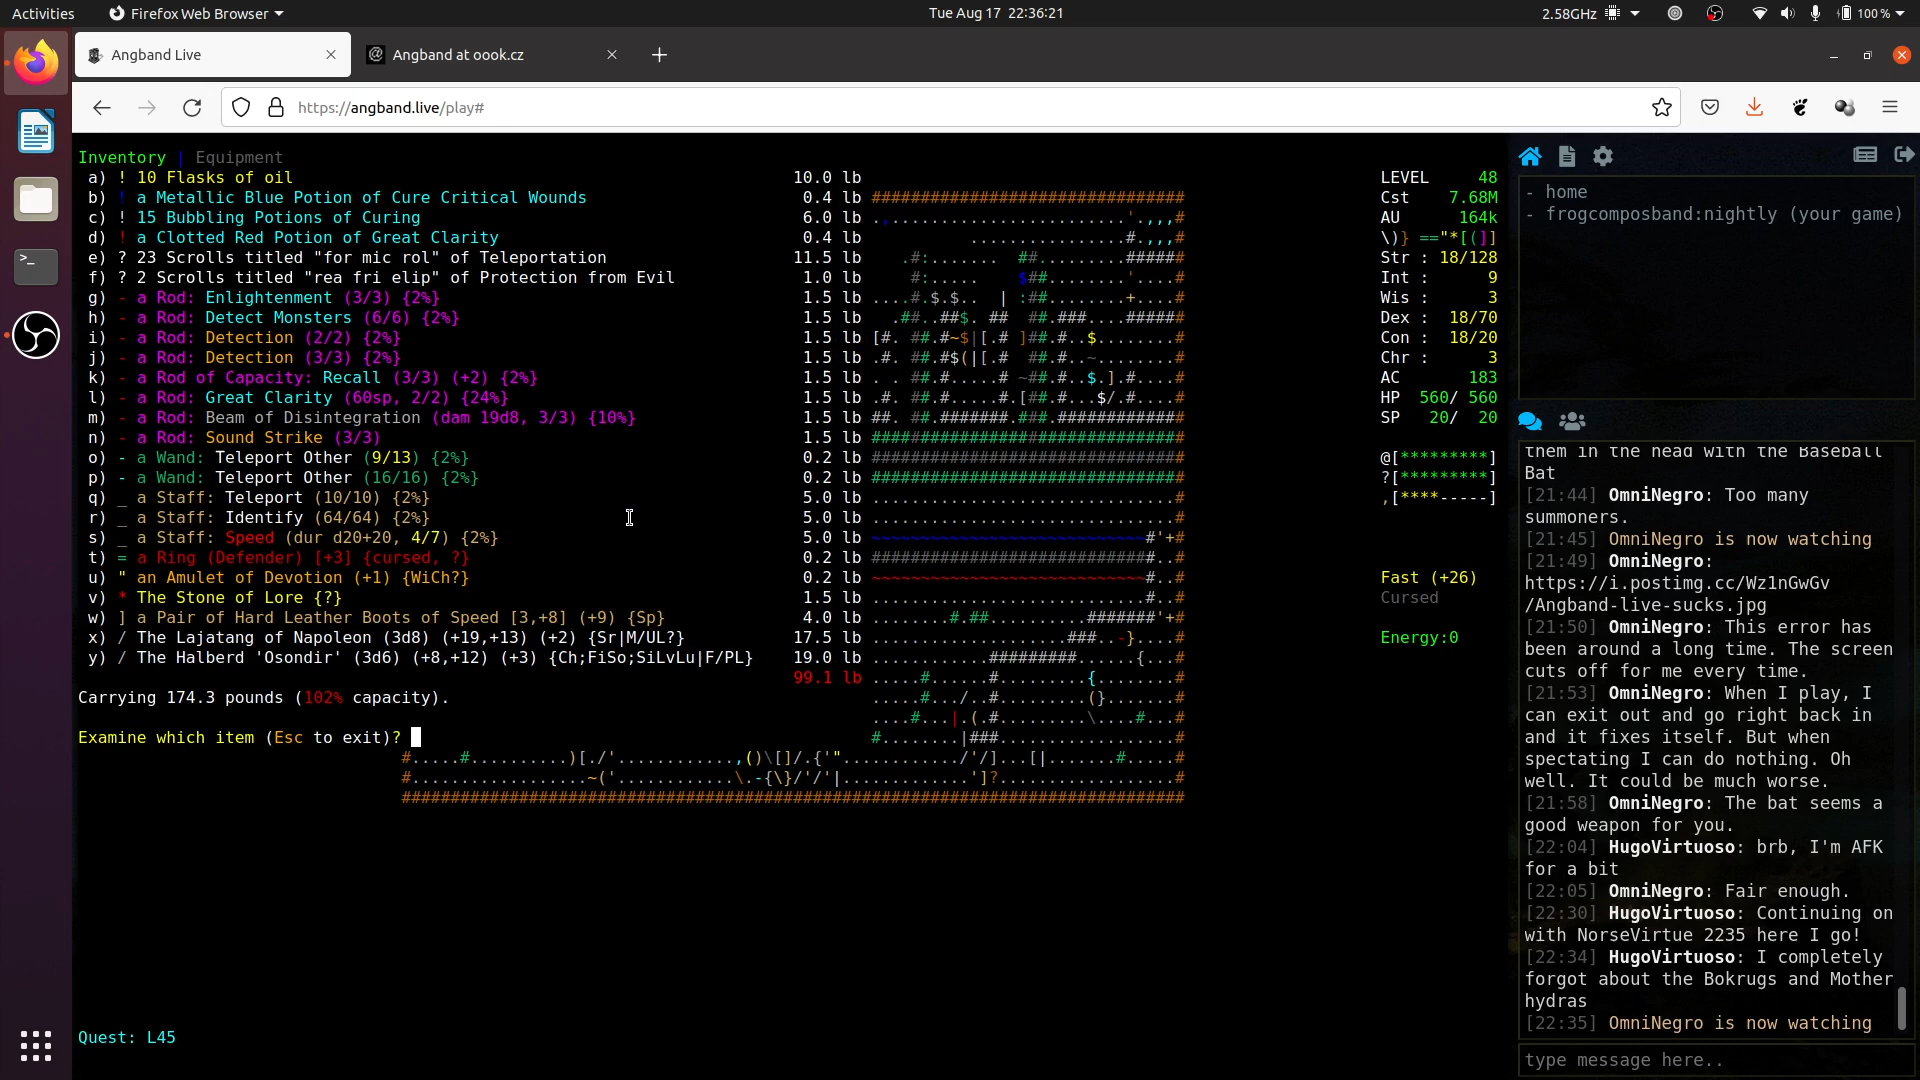 Activities
Firefox Web Browser
Tue Aug 17 22:36:21
2.58GHz
100 %
Angband Live
Angband at oook.cz
https://angband.live/play#
Inventory | Equipment
a) ! 10 Flasks of oil 10.0 lb
b) ! a Metallic Blue Potion of Cure Critical Wounds 0.4 lb
c) ! 15 Bubbling Potions of Curing 6.0 lb
d) ! a Clotted Red Potion of Great Clarity 0.4 lb
e) ? 23 Scrolls titled "for mic rol" of Teleportation 11.5 lb
f) ? 2 Scrolls titled "rea fri elip" of Protection from Evil 1.0 lb
g) - a Rod: Enlightenment (3/3) {2%} 1.5 lb
h) - a Rod: Detect Monsters (6/6) {2%} 1.5 lb
i) - a Rod: Detection (2/2) {2%} 1.5 lb
j) - a Rod: Detection (3/3) {2%} 1.5 lb
k) - a Rod of Capacity: Recall (3/3) (+2) {2%} 1.5 lb
l) - a Rod: Great Clarity (60sp, 2/2) {24%} 1.5 lb
m) - a Rod: Beam of Disintegration (dam 19d8, 3/3) {10%} 1.5 lb
n) - a Rod: Sound Strike (3/3) 1.5 lb
o) - a Wand: Teleport Other (9/13) {2%} 0.2 lb
p) - a Wand: Teleport Other (16/16) {2%} 0.2 lb
q) _ a Staff: Teleport (10/10) {2%} 5.0 lb
r) _ a Staff: Identify (64/64) {2%} 5.0 lb
s) _ a Staff: Speed (dur d20+20, 4/7) {2%} 5.0 lb
t) = a Ring (Defender) [+3] {cursed, ?} 0.2 lb
u) " an Amulet of Devotion (+1) {WiCh?} 0.2 lb
v) * The Stone of Lore {?} 1.5 lb
w) ] a Pair of Hard Leather Boots of Speed [3,+8] (+9) {Sp} 4.0 lb
x) / The Lajatang of Napoleon (3d8) (+19,+13) (+2) {Sr|M/UL?} 17.5 lb
y) / The Halberd 'Osondir' (3d6) (+8,+12) (+3) {Ch;FiSo;SiLvLu|F/PL} 19.0 lb
99.1 lb
Carrying 174.3 pounds (102% capacity).
Examine which item (Esc to exit)?
Quest: L45
LEVEL 48
Cst 7.68M
AU 164k
\)} =="*[(]]
Str : 18/128
Int : 9
Wis : 3
Dex : 18/70
Con : 18/20
Chr : 3
AC 183
HP 560/ 560
SP 20/ 20
@[*********]
?[*********]
,[****-----]
Fast (+26)
Cursed
Energy:0
- home
- frogcomposband:nightly (your game)
them in the head with the Baseball
Bat
[21:44] OmniNegro: Too many
summoners.
[21:45] OmniNegro is now watching
[21:49] OmniNegro:
https://i.postimg.cc/Wz1nGwGv
/Angband-live-sucks.jpg
[21:50] OmniNegro: This error has
been around a long time. The screen
cuts off for me every time.
[21:53] OmniNegro: When I play, I
can exit out and go right back in
and it fixes itself. But when
spectating I can do nothing. Oh
well. It could be much worse.
[21:58] OmniNegro: The bat seems a
good weapon for you.
[22:04] HugoVirtuoso: brb, I'm AFK
for a bit
[22:05] OmniNegro: Fair enough.
[22:30] HugoVirtuoso: Continuing on
with NorseVirtue 2235 here I go!
[22:34] HugoVirtuoso: I completely
forgot about the Bokrugs and Mother
hydras
[22:35] OmniNegro is now watching
type message here..